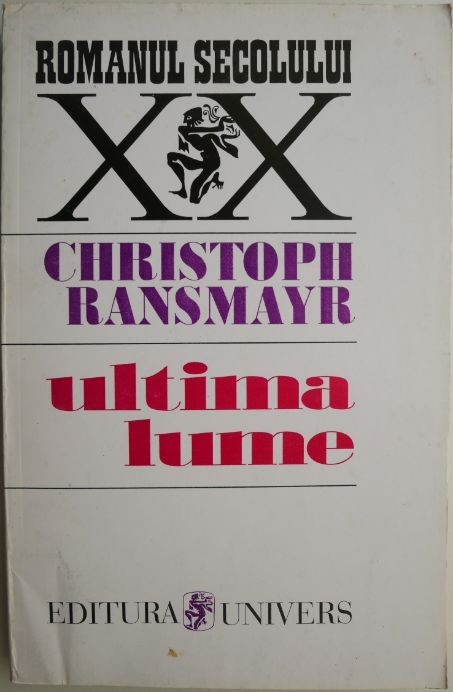 ROMANUL SECOLULUI
XX
CHRISTOPH
RANSMAYR
ultima
lume
EDITURA UNIVERS